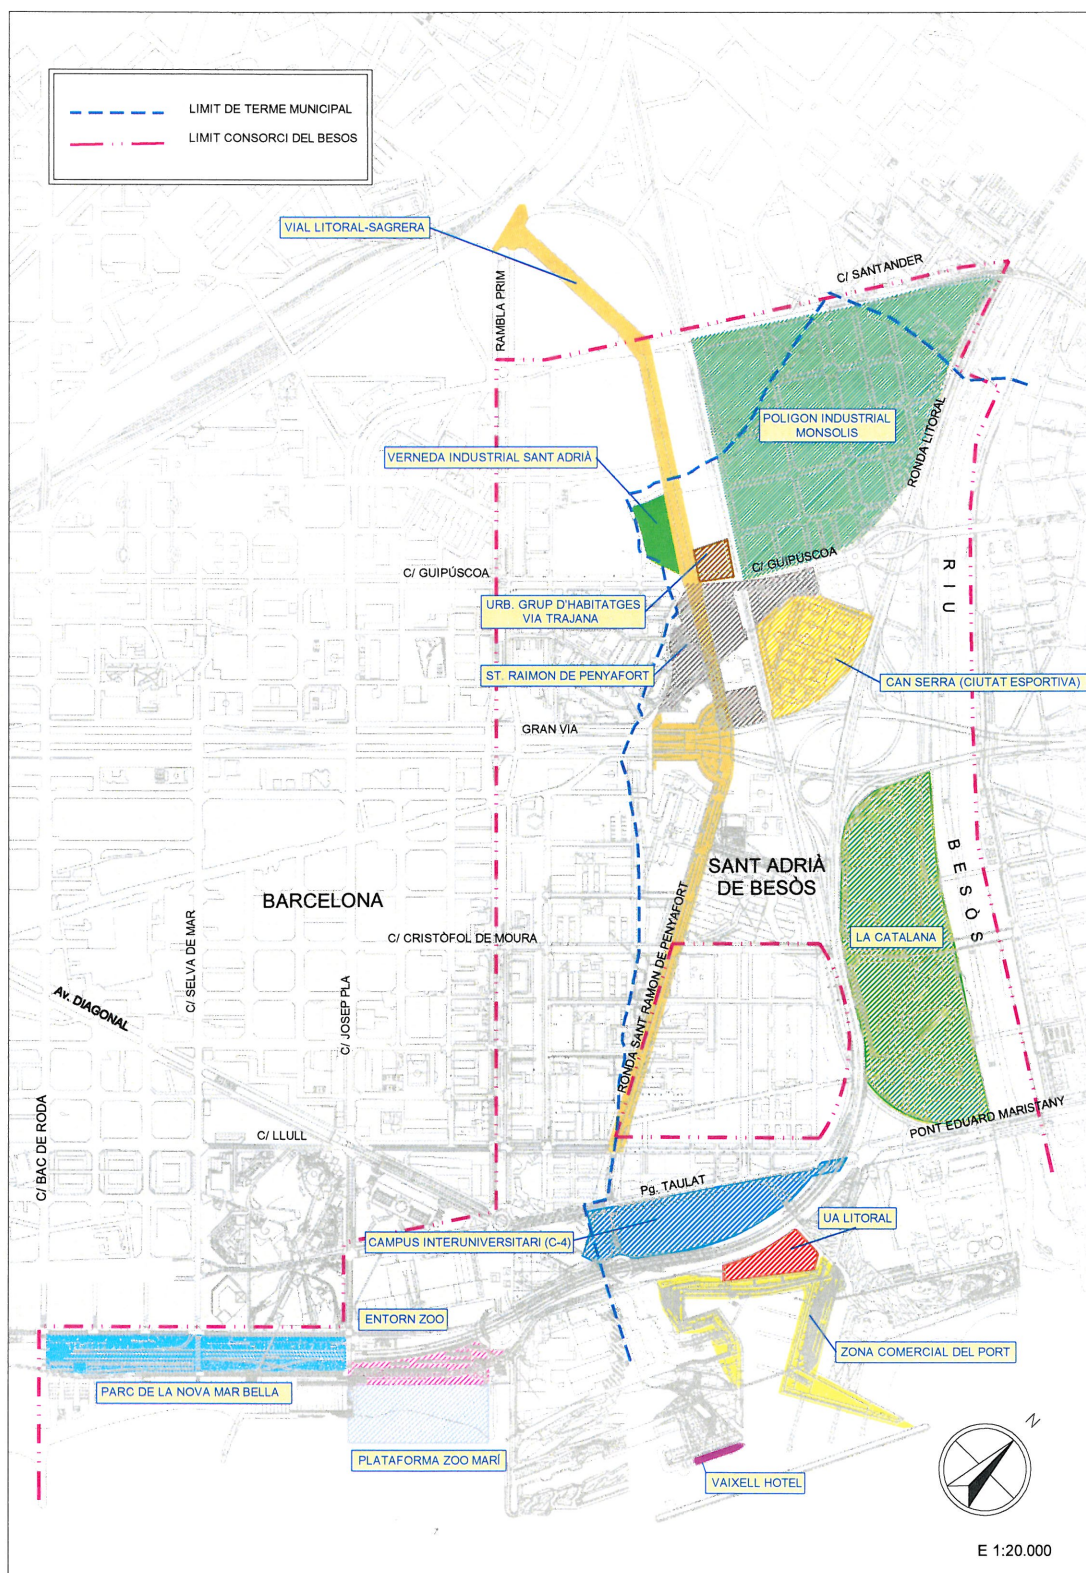 LIMIT DE TERME MUNICIPAL
LIMIT CONSORCI DEL BESOS
VIAL LITORAL-SAGRERA
C/ SANTANDER
RAMBLA PRIM
POLIGON INDUSTRIAL
MONSOLIS
RONDA LITORAL
VERNEDA INDUSTRIAL SANT ADRIÀ
C/ GUIPÚSCOA
C/ GUIPÚSCOA
RIU
URB. GRUP D'HABITATGES
VIA TRAJANA
ST. RAIMON DE PENYAFORT
CAN SERRA (CIUTAT ESPORTIVA)
GRAN VIA
BESÒS
SANT ADRIÀ
DE BESÒS
BARCELONA
C/ CRISTÒFOL DE MOURA
LA CATALANA
C/ SELVA DE MAR
RONDA SANT RAMON DE PENYAFORT
Av. DIAGONAL
C/ JOSEP PLA
C/ BAC DE RODA
C/ LLULL
PONT EDUARD MARISTANY
Pg. TAULAT
UA LITORAL
CAMPUS INTERUNIVERSITARI (C-4)
ENTORN ZOO
ZONA COMERCIAL DEL PORT
PARC DE LA NOVA MAR BELLA
PLATAFORMA ZOO MARÍ
VAIXELL HOTEL
N
E 1:20.000